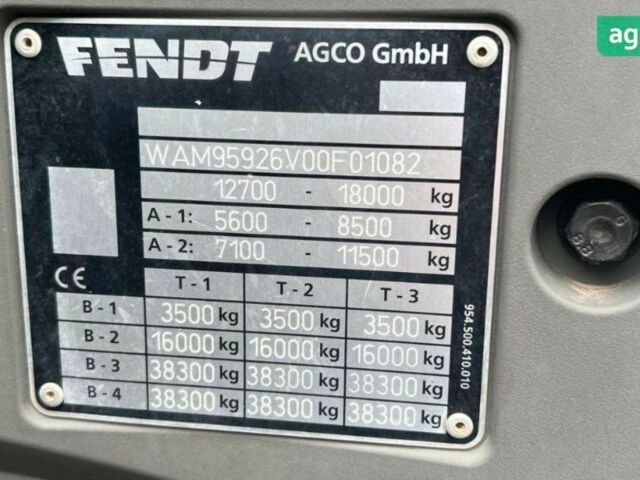 ag
FENDT AGCO GmbH
WAM95926V00F01082
12700 - 18000 kg
A - 1: 5600 - 8500 kg
A - 2: 7100 - 11500 kg
CE T - 1 T - 2 T - 3
B - 1 3500 kg 3500 kg 3500 kg
B - 2 16000 kg 16000 kg 16000 kg
B - 3 38300 kg 38300 kg 38300 kg
B - 4 38300 kg 38300 kg 38300 kg
954.500.410.010